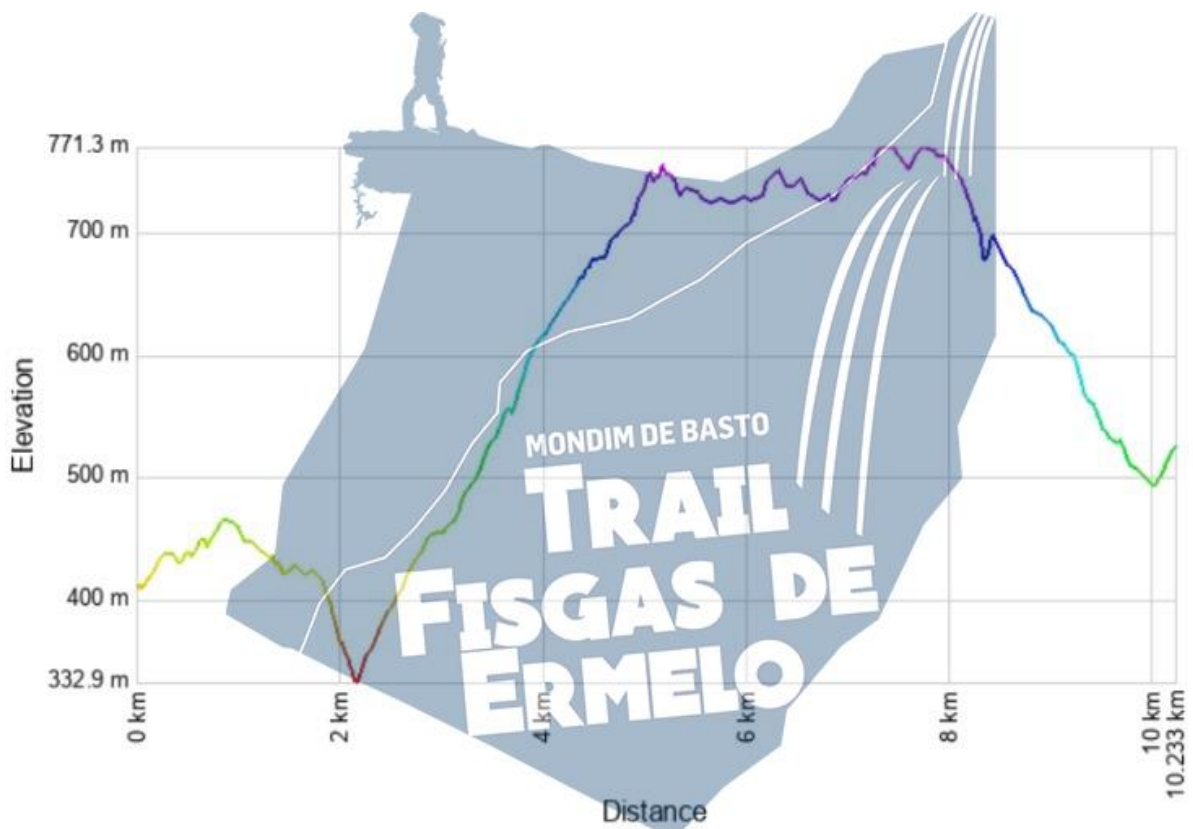 771.3 m
700 m
600 m
500 m
400 m
332.9 m
Elevation
MONDIM DE BASTO
TRAIL
FISGAS DE
ERMELO
0 km
2 km
4 km
6 km
8 km
10 km
10.233 km
Distance